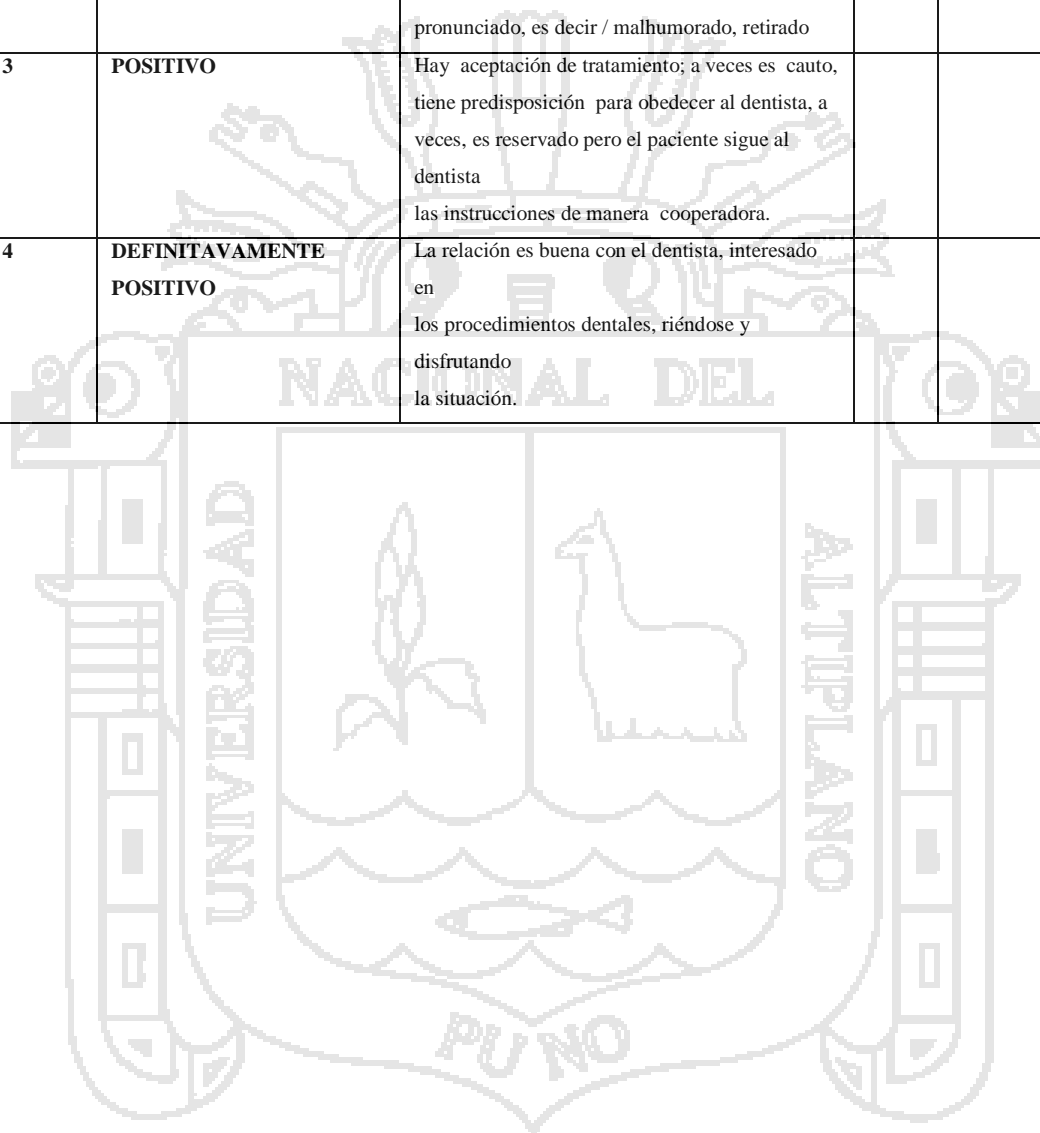 pronunciado, es decir / malhumorado, retirado
3 POSITIVO Hay aceptación de tratamiento; a veces es cauto,
tiene predisposición para obedecer al dentista, a
veces, es reservado pero el paciente sigue al
dentista
las instrucciones de manera cooperadora.
4 DEFINITAVAMENTE La relación es buena con el dentista, interesado
POSITIVO en
los procedimientos dentales, riéndose y
disfrutando
la situación.
NACIONAL DEL
UNIVERSIDAD
ALTIPLANO
PUNO